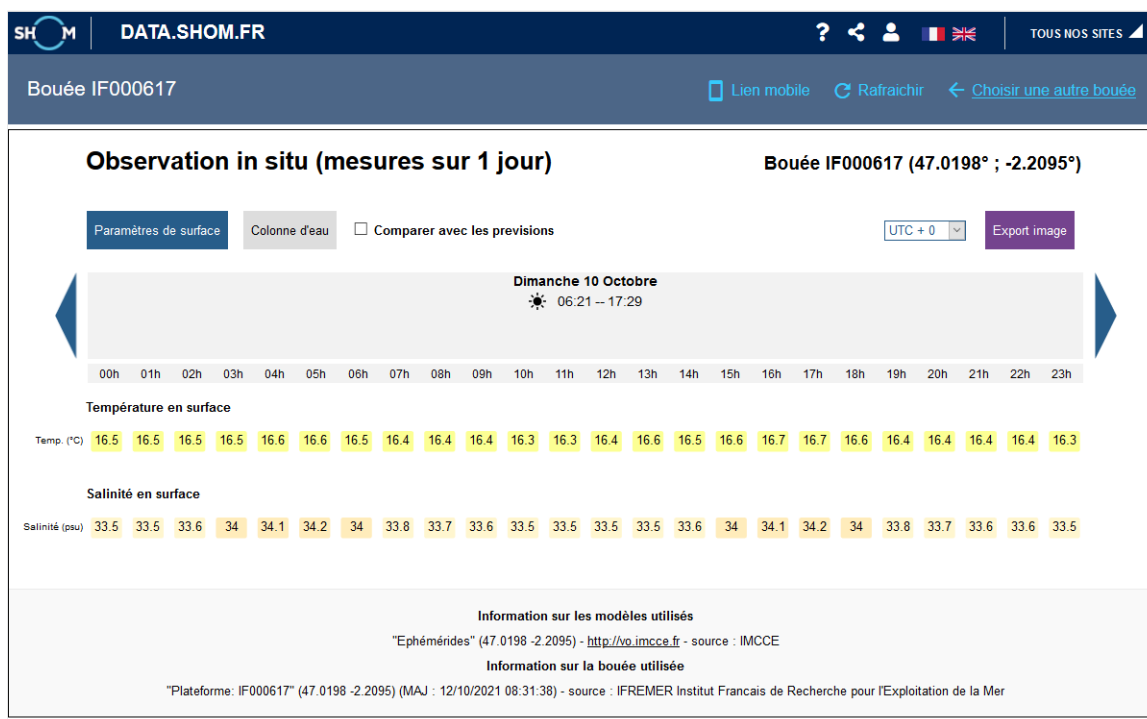 SHOM DATA.SHOM.FR ? TOUS NOS SITES
Bouée IF000617 Lien mobile Rafraichir Choisir une autre bouée
Observation in situ (mesures sur 1 jour) Bouée IF000617 (47.0198° ; -2.2095°)
Paramètres de surface Colonne d'eau Comparer avec les previsions UTC + 0 Export image
Dimanche 10 Octobre
06:21 -- 17:29
00h 01h 02h 03h 04h 05h 06h 07h 08h 09h 10h 11h 12h 13h 14h 15h 16h 17h 18h 19h 20h 21h 22h 23h
Température en surface
Temp. (°C) 16.5 16.5 16.5 16.5 16.6 16.6 16.5 16.4 16.4 16.4 16.3 16.3 16.4 16.6 16.5 16.6 16.7 16.7 16.6 16.4 16.4 16.4 16.4 16.3
Salinité en surface
Salinité (psu) 33.5 33.5 33.6 34 34.1 34.2 34 33.8 33.7 33.6 33.5 33.5 33.5 33.5 33.6 34 34.1 34.2 34 33.8 33.7 33.6 33.6 33.5
Information sur les modèles utilisés
"Ephémérides" (47.0198 -2.2095) - http://vo.imcce.fr - source : IMCCE
Information sur la bouée utilisée
"Plateforme: IF000617" (47.0198 -2.2095) (MAJ : 12/10/2021 08:31:38) - source : IFREMER Institut Francais de Recherche pour l'Exploitation de la Mer